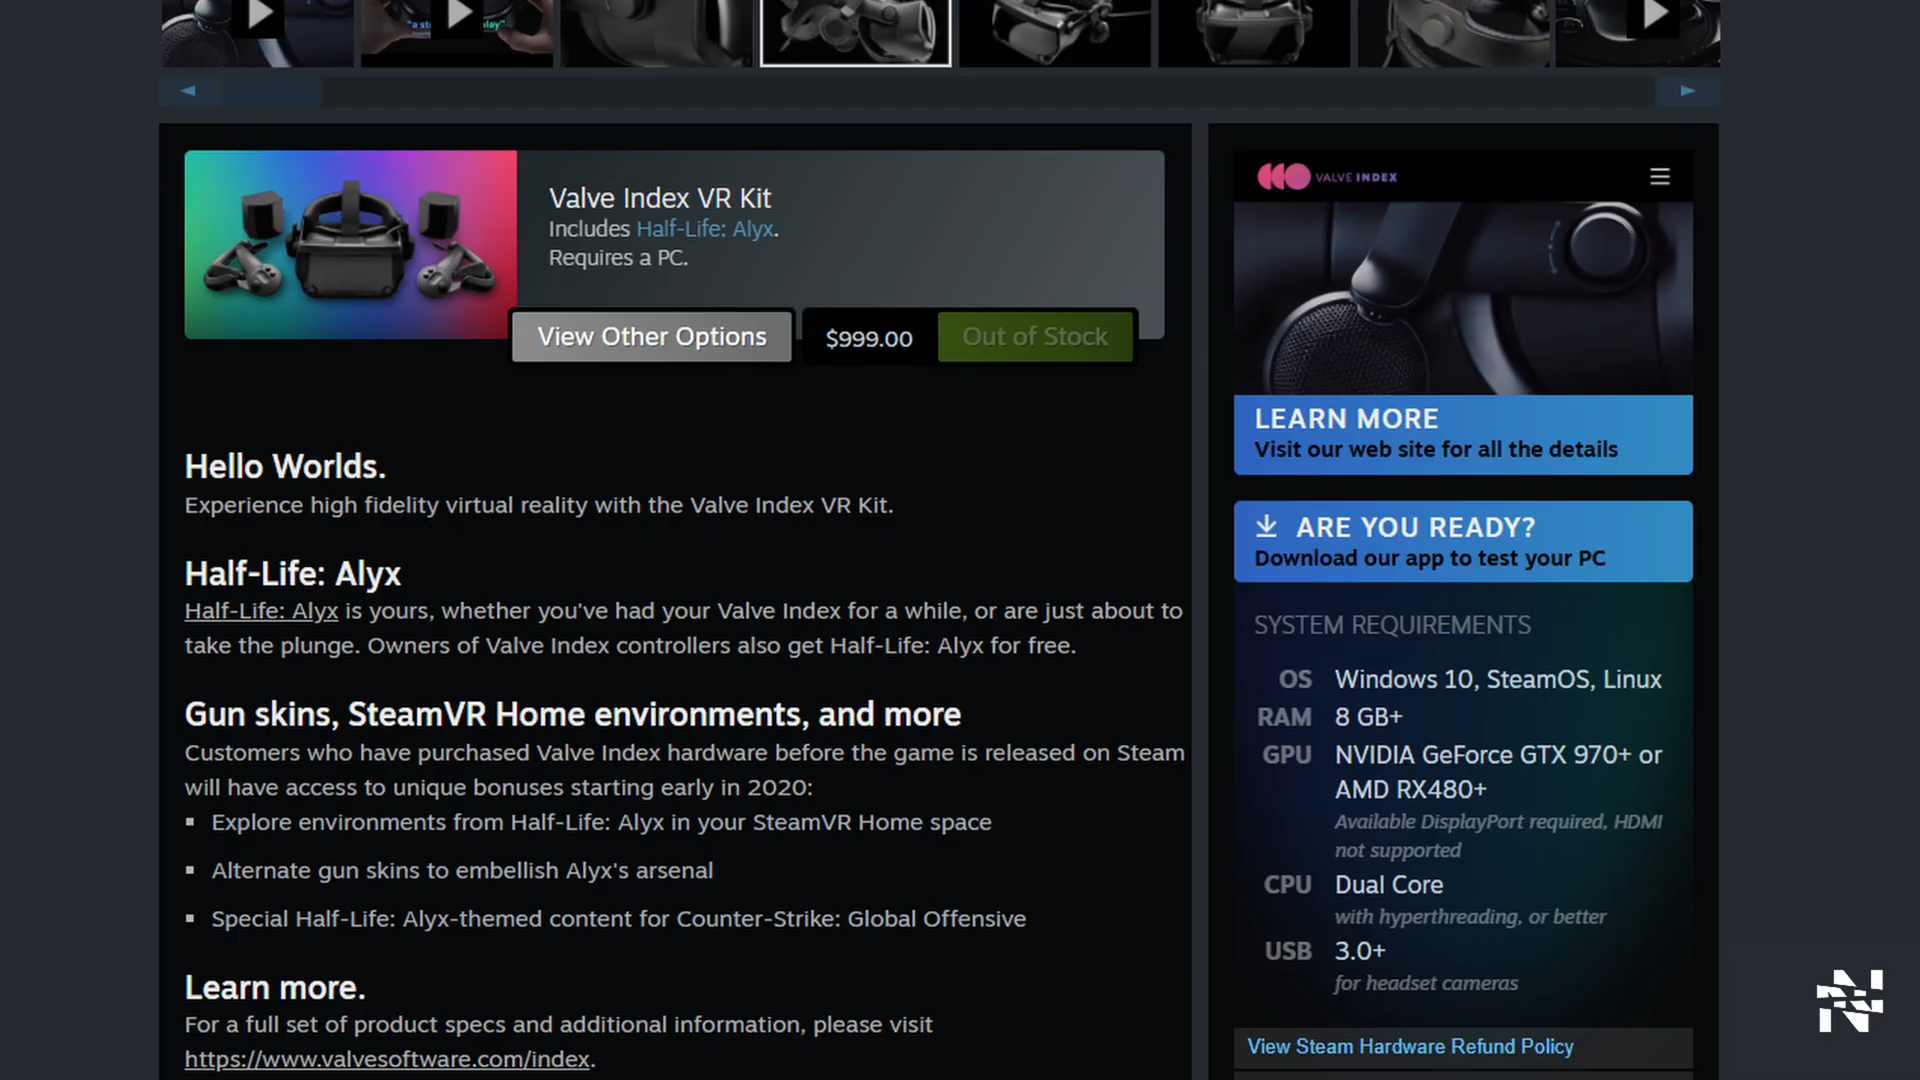 Valve Index VR Kit
Includes Half-Life: Alyx.
Requires a PC.
View Other Options
$999.00
Out of Stock
Hello Worlds.
Experience high fidelity virtual reality with the Valve Index VR Kit.
Half-Life: Alyx
Half-Life: Alyx is yours, whether you've had your Valve Index for a while, or are just about to
take the plunge. Owners of Valve Index controllers also get Half-Life: Alyx for free.
Gun skins, SteamVR Home environments, and more
Customers who have purchased Valve Index hardware before the game is released on Steam
will have access to unique bonuses starting early in 2020:
Explore environments from Half-Life: Alyx in your SteamVR Home space
Alternate gun skins to embellish Alyx's arsenal
Special Half-Life: Alyx-themed content for Counter-Strike: Global Offensive
Learn more.
For a full set of product specs and additional information, please visit
https://www.valvesoftware.com/index.
VALVE INDEX
LEARN MORE
Visit our web site for all the details
ARE YOU READY?
Download our app to test your PC
SYSTEM REQUIREMENTS
OS Windows 10, SteamOS, Linux
RAM 8 GB+
GPU NVIDIA GeForce GTX 970+ or
AMD RX480+
Available DisplayPort required, HDMI
not supported
CPU Dual Core
with hyperthreading, or better
USB 3.0+
for headset cameras
View Steam Hardware Refund Policy